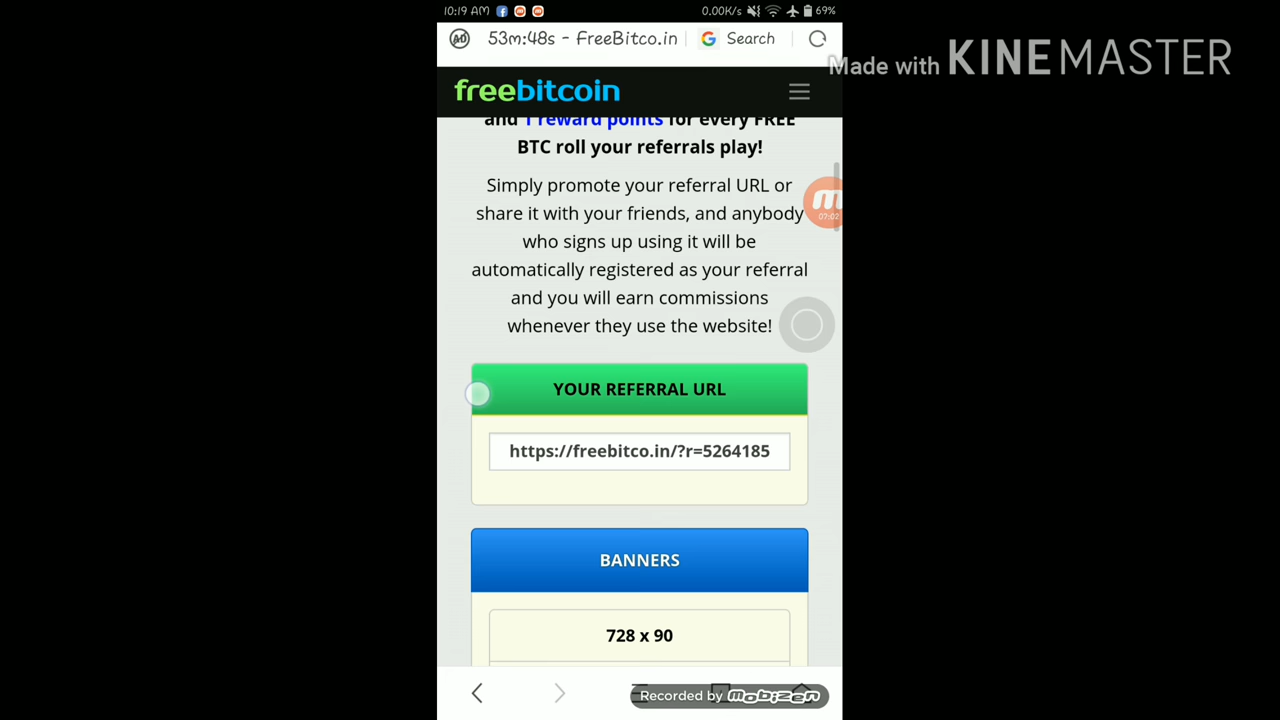 10:19 AM
0.00K/s
69%
AD
53m:48s - FreeBitco.in
G Search
Made with KINEMASTER
freebitcoin
and 1 reward points for every FREE
BTC roll your referrals play!
Simply promote your referral URL or
share it with your friends, and anybody
who signs up using it will be
automatically registered as your referral
and you will earn commissions
whenever they use the website!
07:02
YOUR REFERRAL URL
https://freebitco.in/?r=5264185
BANNERS
728 x 90
Recorded by mobizen